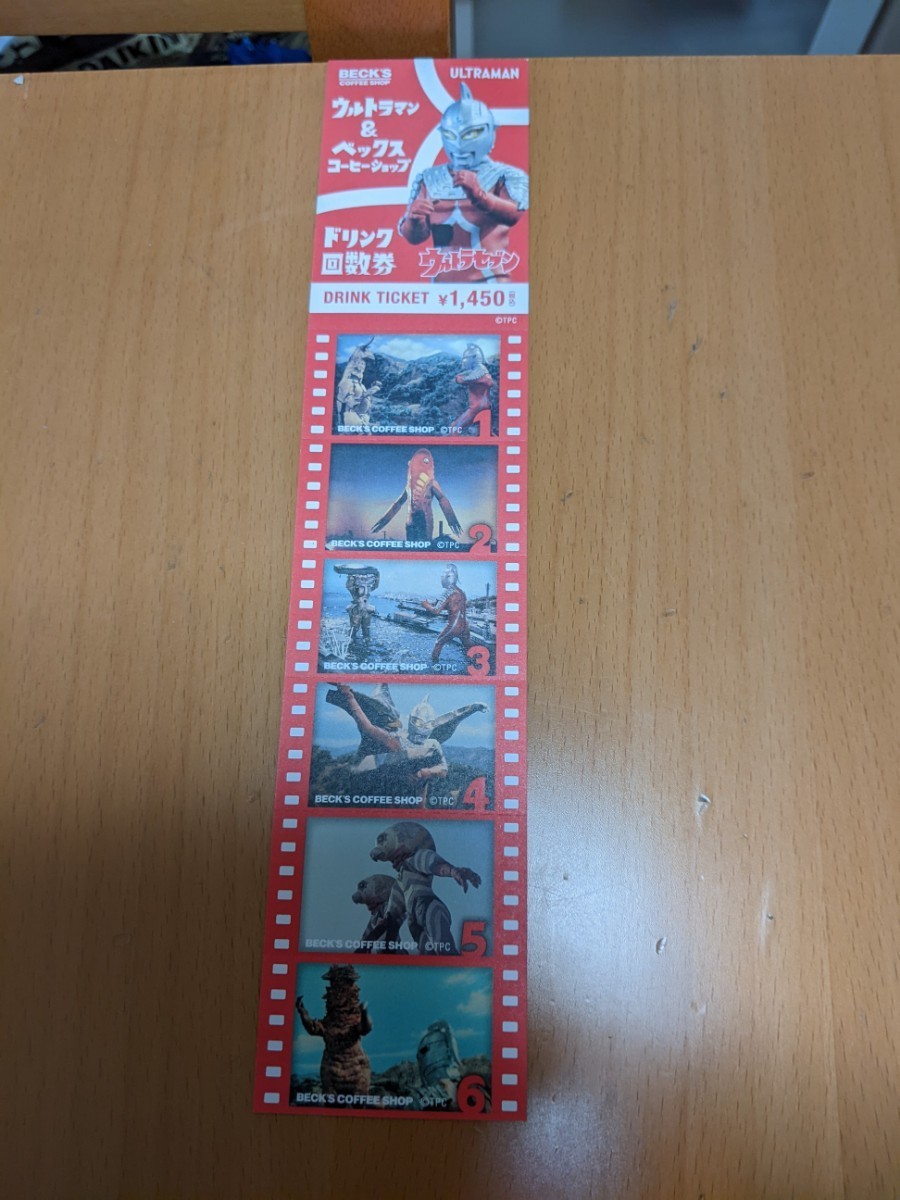 BECK'S
COFFEE SHOP
ULTRAMAN
ウルトラマン
&
ベックス
コーヒーショップ
ドリンク
回数券
ウルトラセブン
DRINK TICKET ¥1,450 税込
©TPC
BECK'S COFFEE SHOP ©TPC 1
BECK'S COFFEE SHOP ©TPC 2
BECK'S COFFEE SHOP ©TPC 3
BECK'S COFFEE SHOP ©TPC 4
BECK'S COFFEE SHOP ©TPC 5
BECK'S COFFEE SHOP ©TPC 6